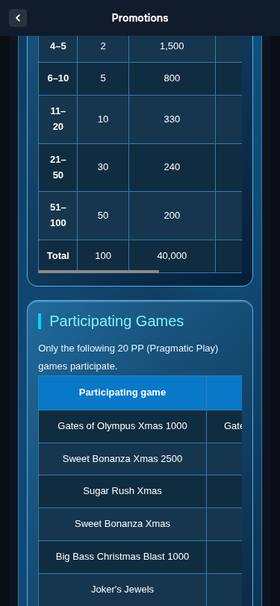 Promotions
4–5 2 1,500
6–10 5 800
11–
20 10 330
21–
50 30 240
51–
100 50 200
Total 100 40,000
Participating Games
Only the following 20 PP (Pragmatic Play)
games participate.
Participating game
Gates of Olympus Xmas 1000
Sweet Bonanza Xmas 2500
Sugar Rush Xmas
Sweet Bonanza Xmas
Big Bass Christmas Blast 1000
Joker's Jewels